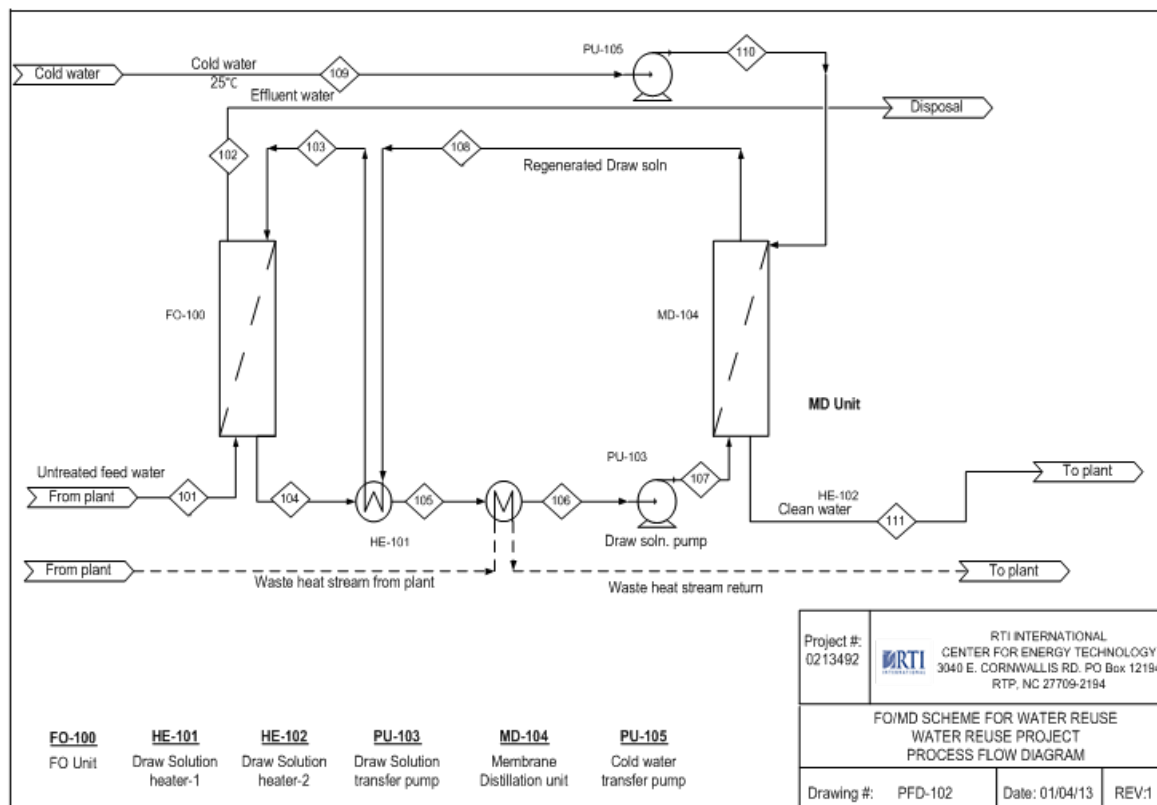 PU-105
110
Cold water
Cold water
25℃
109
Effluent water
Disposal
102
103
108
Regenerated Draw soln
FO-100
MD-104
MD Unit
Untreated feed water
From plant
101
104
105
106
PU-103
107
HE-101
Draw soln. pump
HE-102
Clean water
111
To plant
From plant
Waste heat stream from plant
Waste heat stream return
To plant
Project #:
0213492
RTI
INTERNATIONAL
RTI INTERNATIONAL
CENTER FOR ENERGY TECHNOLOGY
3040 E. CORNWALLIS RD. PO Box 12194
RTP, NC 27709-2194
FO/MD SCHEME FOR WATER REUSE
WATER REUSE PROJECT
PROCESS FLOW DIAGRAM
Drawing #: PFD-102
Date: 01/04/13
REV:1
FO-100 HE-101 HE-102 PU-103 MD-104 PU-105
FO Unit Draw Solution Draw Solution Draw Solution Membrane Cold water
heater-1 heater-2 transfer pump Distillation unit transfer pump